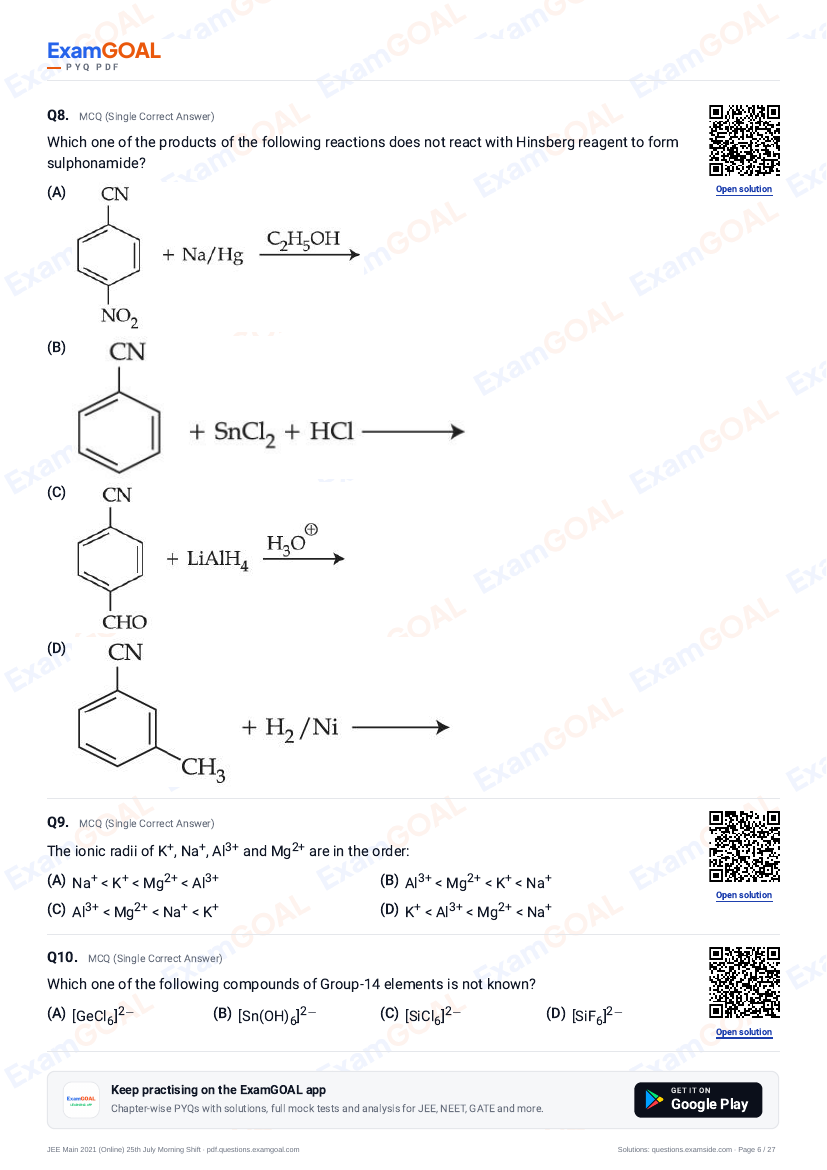 ExamGOAL
PYQ PDF
Q8. MCQ (Single Correct Answer)
Which one of the products of the following reactions does not react with Hinsberg reagent to form
sulphonamide?
Open solution
(A)
CN
+ Na/Hg C₂H₅OH
NO₂
(B)
CN
+ SnCl₂ + HCl
(C)
CN
+ LiAlH₄ H₃O⊕
CHO
(D)
CN
+ H₂/Ni
CH₃
Q9. MCQ (Single Correct Answer)
The ionic radii of K⁺, Na⁺, Al³⁺ and Mg²⁺ are in the order:
(A) Na⁺ < K⁺ < Mg²⁺ < Al³⁺ (B) Al³⁺ < Mg²⁺ < K⁺ < Na⁺
(C) Al³⁺ < Mg²⁺ < Na⁺ < K⁺ (D) K⁺ < Al³⁺ < Mg²⁺ < Na⁺
Open solution
Q10. MCQ (Single Correct Answer)
Which one of the following compounds of Group-14 elements is not known?
(A) [GeCl₆]²⁻ (B) [Sn(OH)₆]²⁻ (C) [SiCl₆]²⁻ (D) [SiF₆]²⁻
Open solution
Keep practising on the ExamGOAL app
Chapter-wise PYQs with solutions, full mock tests and analysis for JEE, NEET, GATE and more.
GET IT ON
Google Play
JEE Main 2021 (Online) 25th July Morning Shift · pdf.questions.examgoal.com
Solutions: questions.examside.com · Page 6 / 27